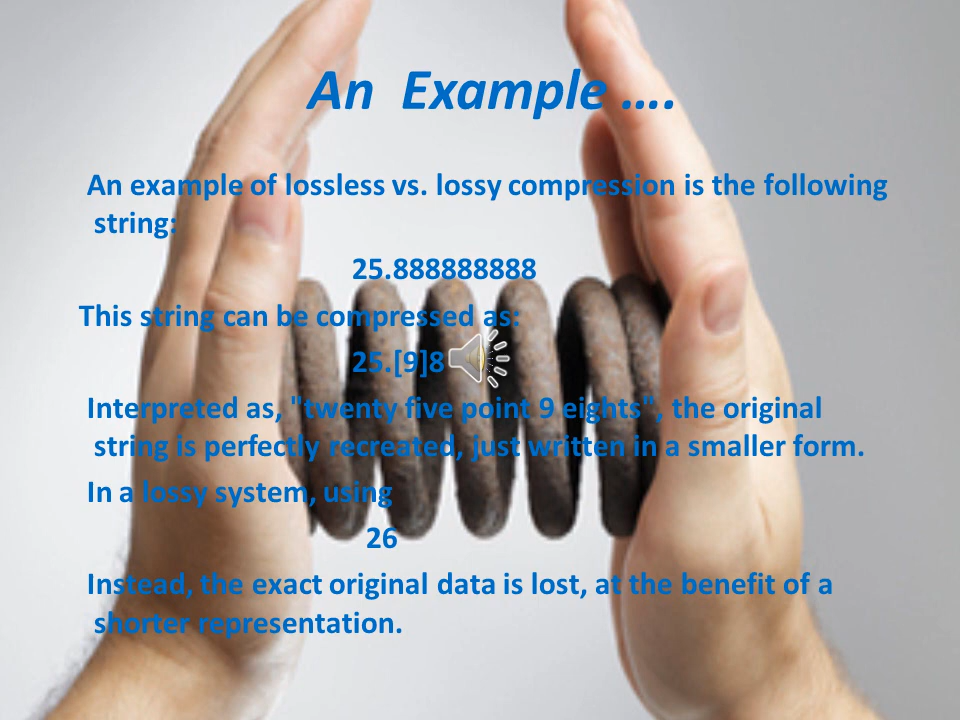 An Example ....
An example of lossless vs. lossy compression is the following
string:
25.888888888
This string can be compressed as:
25.[9]8
Interpreted as, "twenty five point 9 eights", the original
string is perfectly recreated, just written in a smaller form.
In a lossy system, using
26
Instead, the exact original data is lost, at the benefit of a
shorter representation.